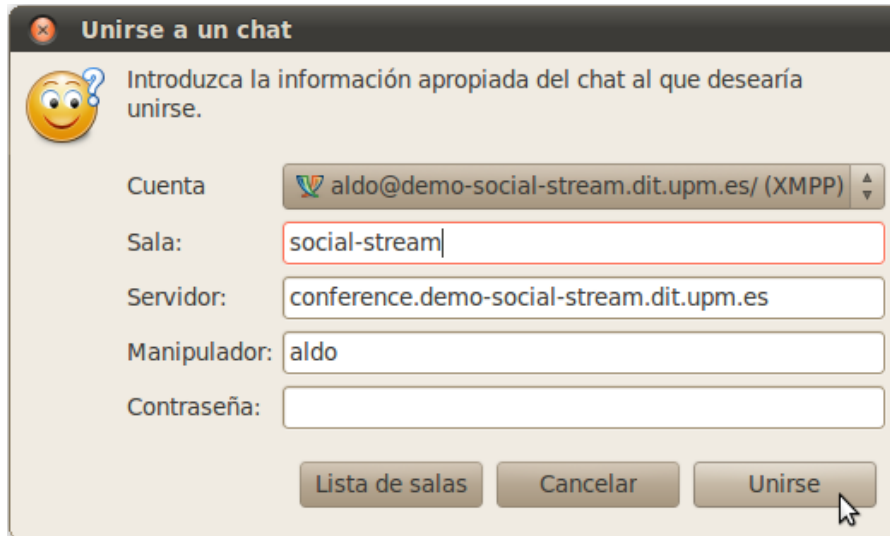 Unirse a un chat
Introduzca la información apropiada del chat al que desearía
unirse.
Cuenta aldo@demo-social-stream.dit.upm.es/ (XMPP)
Sala: social-stream
Servidor: conference.demo-social-stream.dit.upm.es
Manipulador: aldo
Contraseña:
Lista de salas Cancelar Unirse